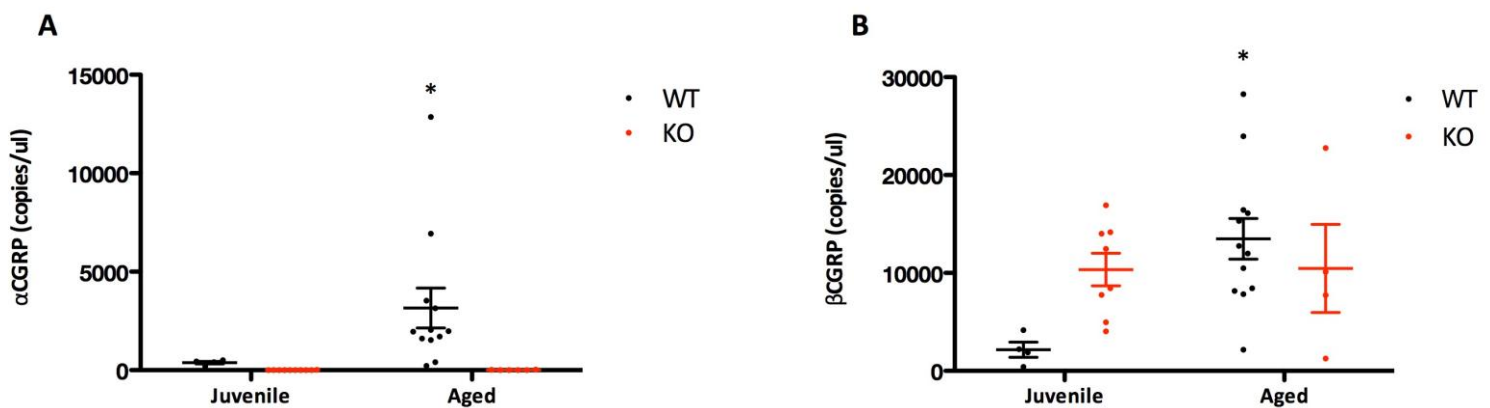 A
αCGRP (copies/ul)
15000
10000
5000
0
*
Juvenile
Aged
WT
KO
B
βCGRP (copies/ul)
30000
20000
10000
0
*
Juvenile
Aged
WT
KO